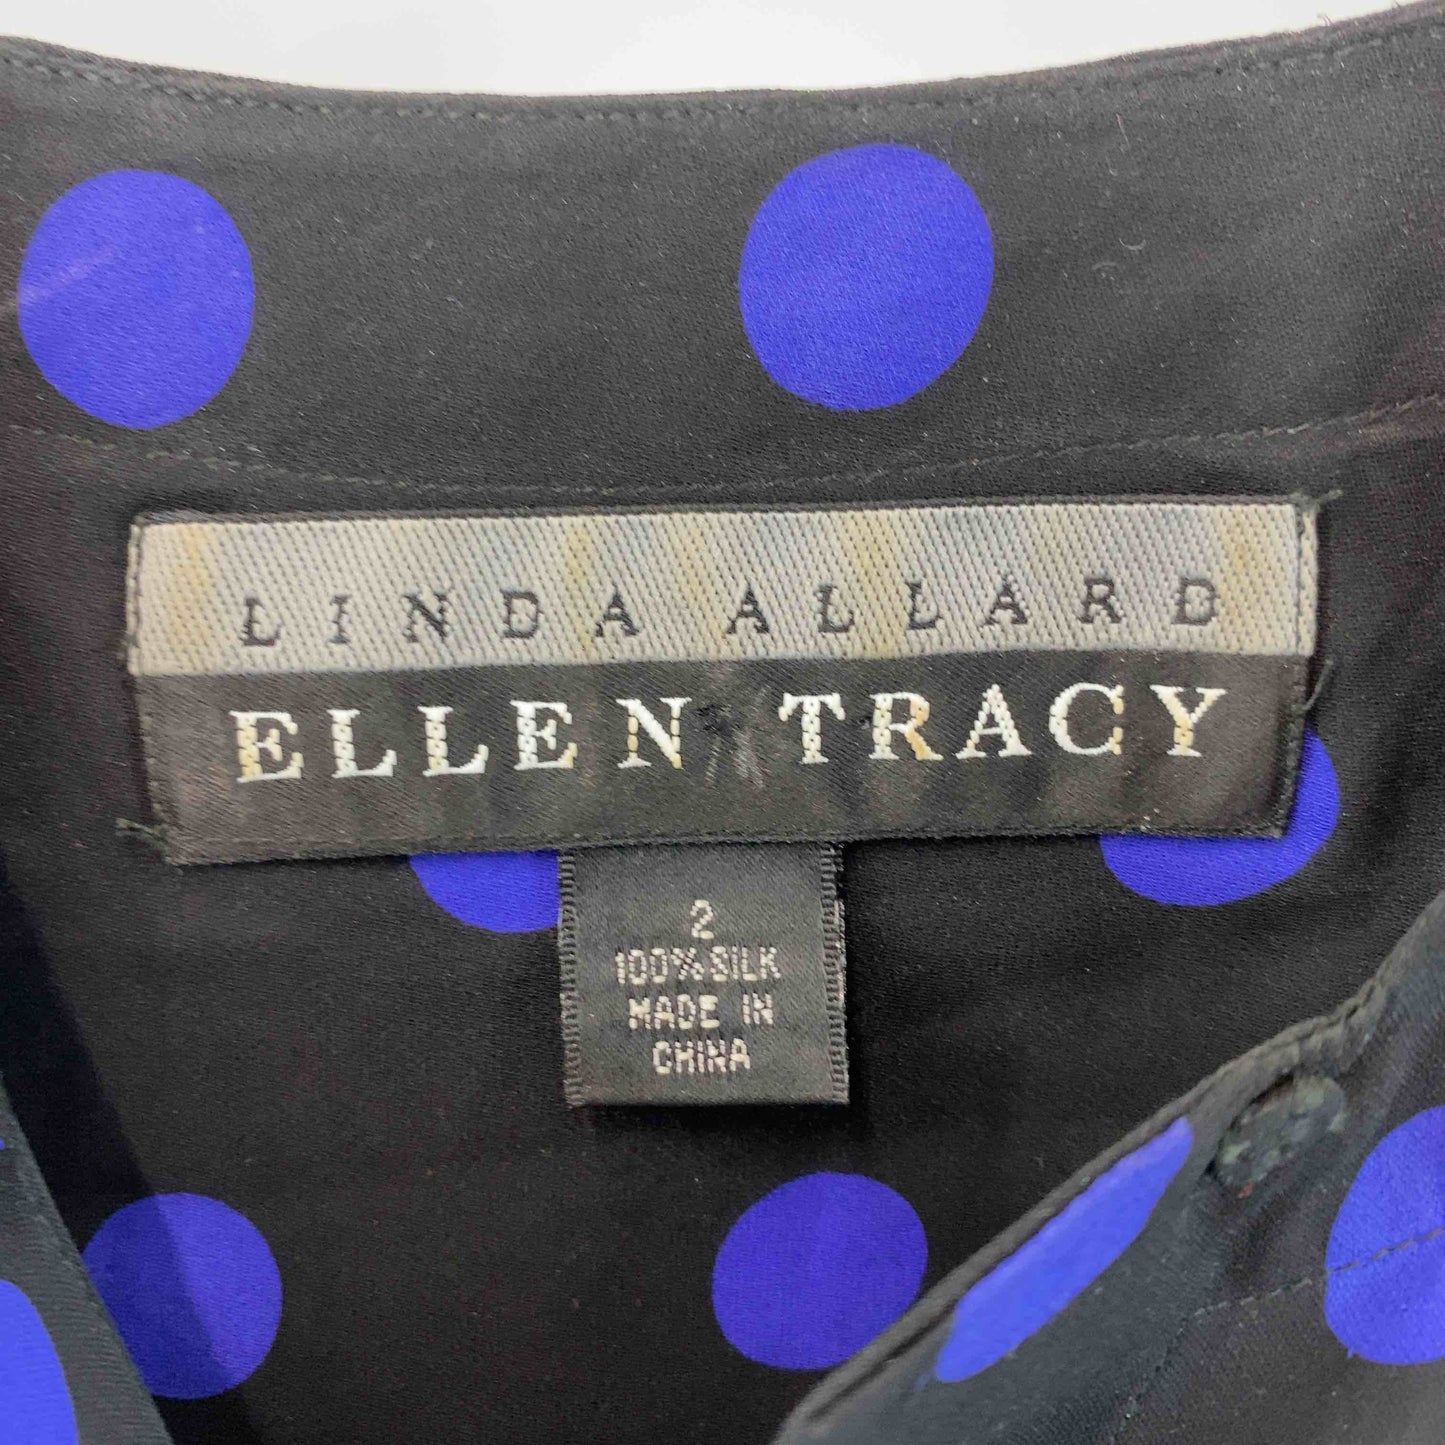 LINDA ALLARD
ELLEN TRACY
2
100% SILK
MADE IN
CHINA